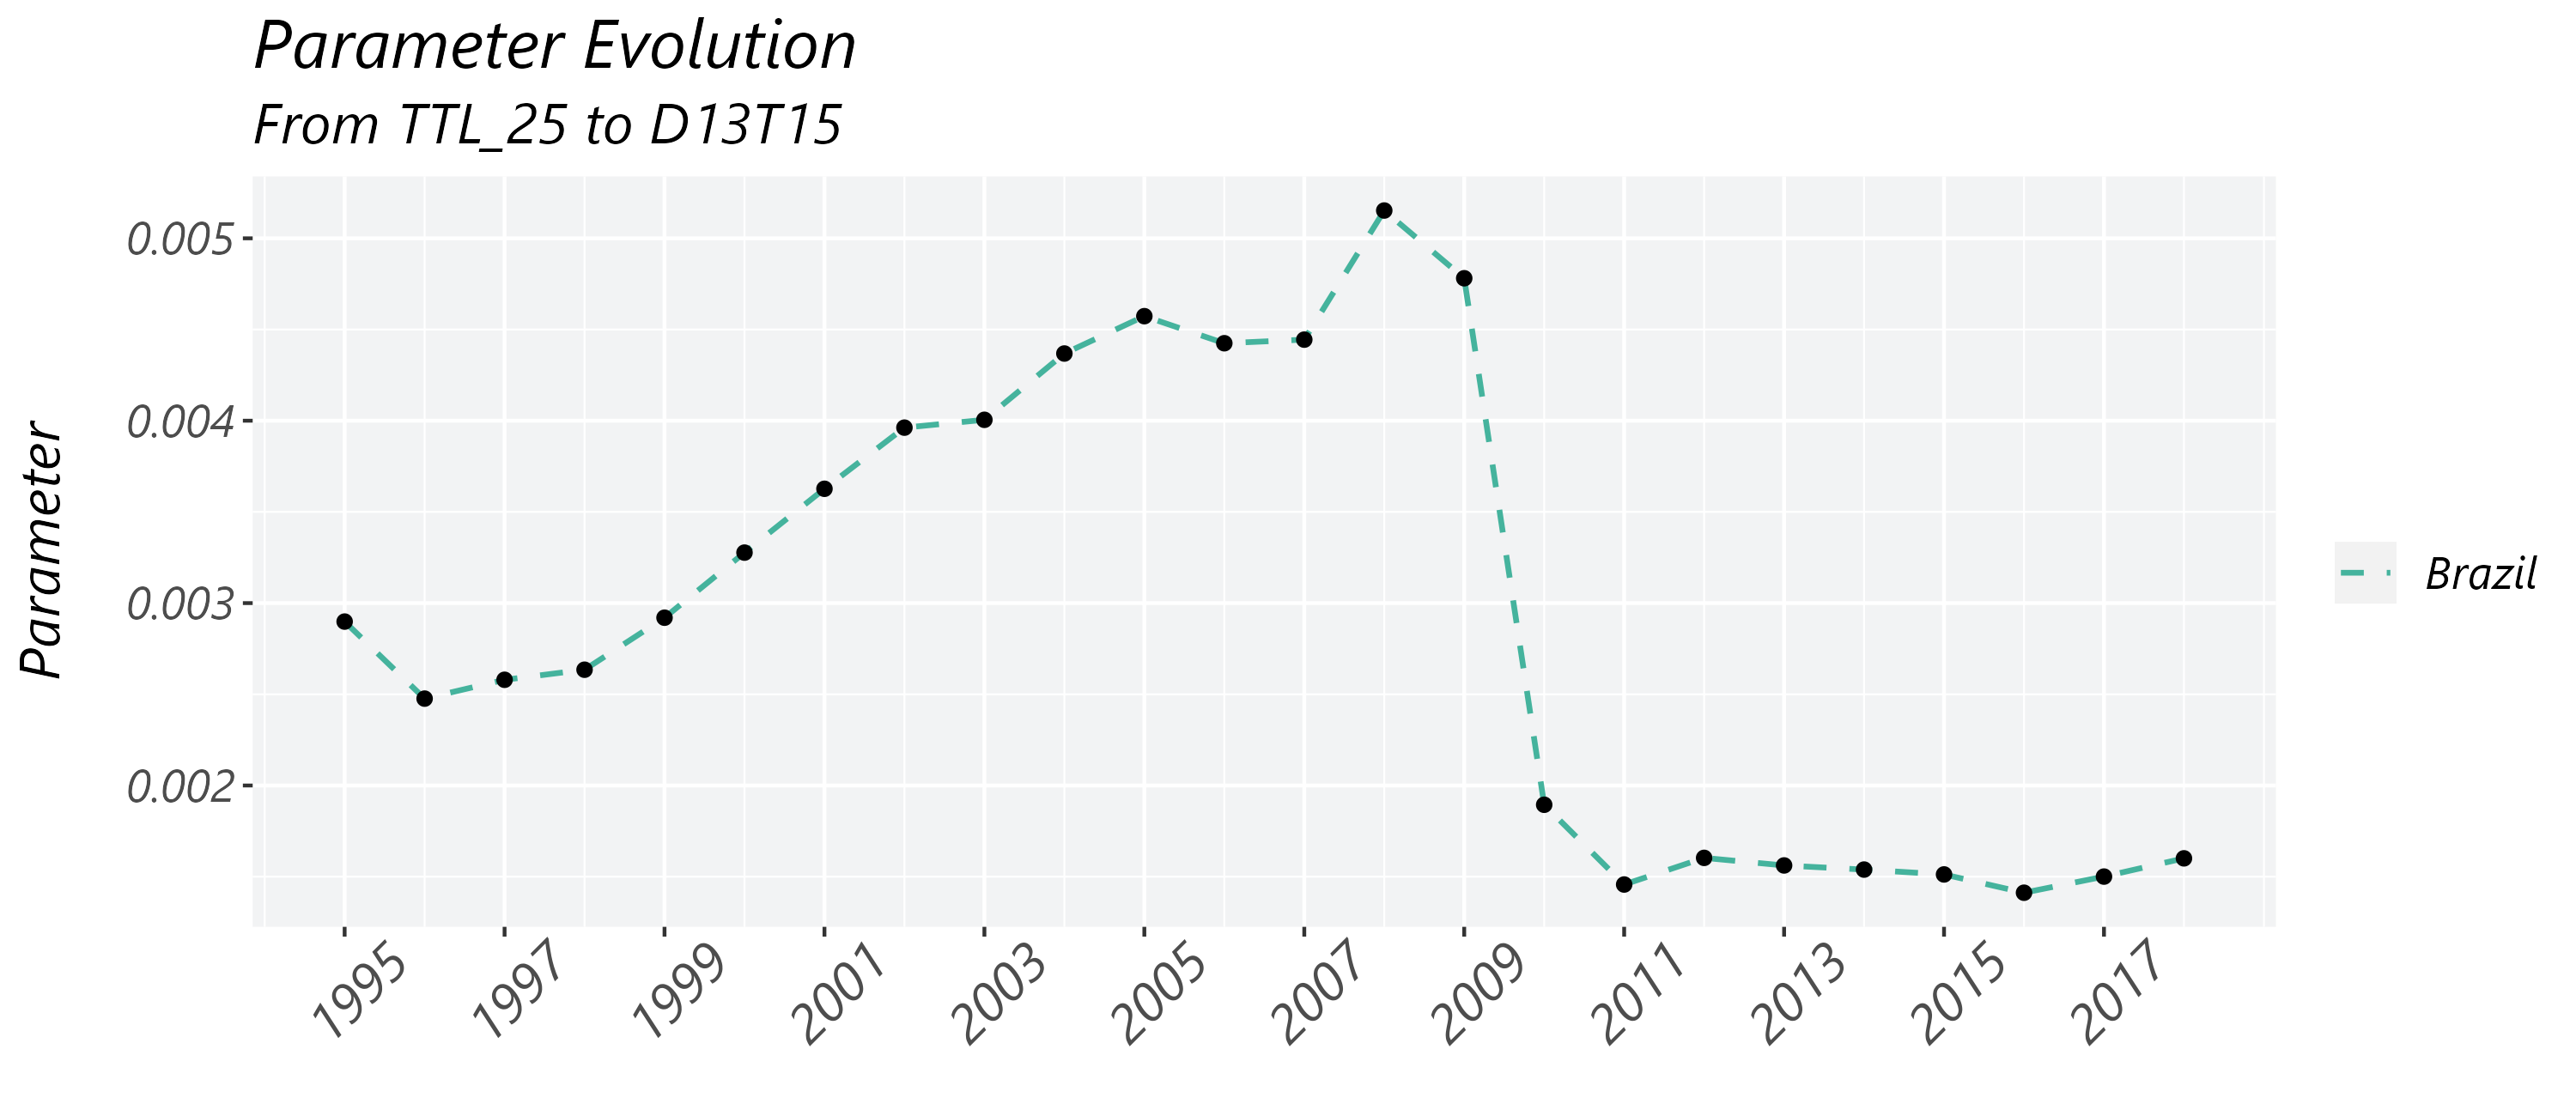 Parameter Evolution
From TTL_25 to D13T15
Parameter
0.005
0.004
0.003
0.002
1995 1997 1999 2001 2003 2005 2007 2009 2011 2013 2015 2017
Brazil